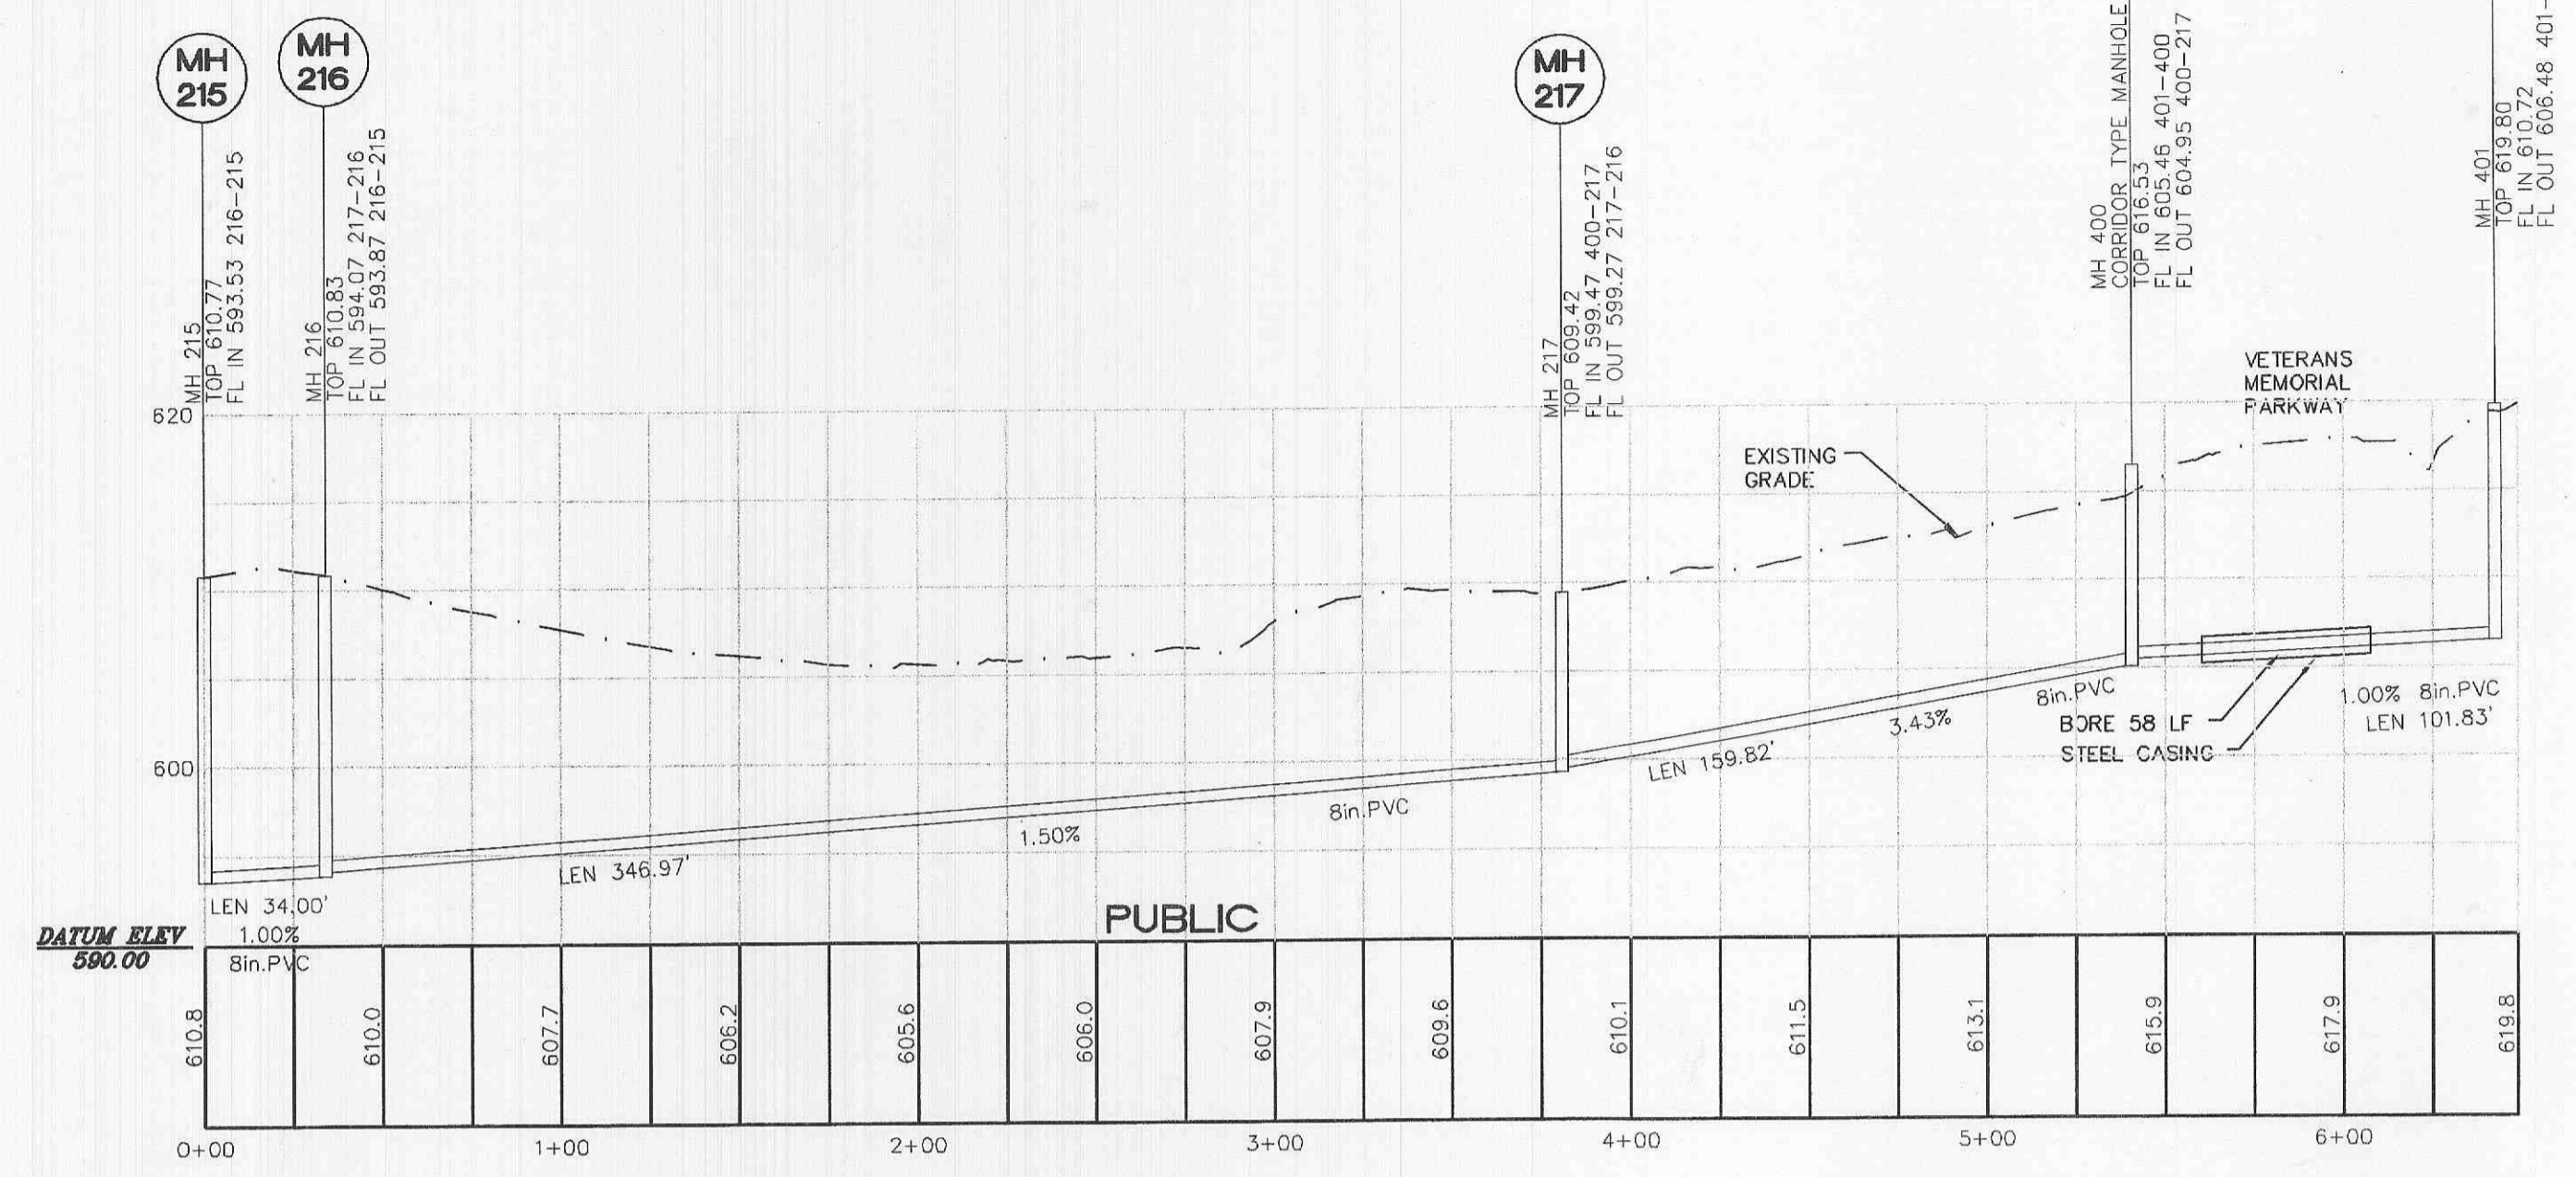 MH
215
MH
216
MH
217
MH 215
TOP 610.77
FL IN 593.53 216-215
MH 216
TOP 610.83
FL IN 594.07 217-216
FL OUT 593.87 216-215
MH 217
TOP 609.42
FL IN 599.47 400-217
FL OUT 599.27 217-216
MH 400
CORRIDOR TYPE MANHOLE
TOP 616.53
FL IN 605.46 401-400
FL OUT 604.95 400-217
MH 401
TOP 619.80
FL IN 610.72
FL OUT 606.48 401-
620
600
VETERANS
MEMORIAL
PARKWAY
EXISTING
GRADE
LEN 34.00'
1.00%
8in.PVC
LEN 346.97'
1.50%
8in.PVC
LEN 159.82'
3.43%
8in.PVC
BORE 58 LF
STEEL CASING
1.00% 8in.PVC
LEN 101.83'
PUBLIC
DATUM ELEV
590.00
610.8
610.0
607.7
606.2
605.6
606.0
607.9
609.6
610.1
611.5
613.1
615.9
617.9
619.8
0+00
1+00
2+00
3+00
4+00
5+00
6+00